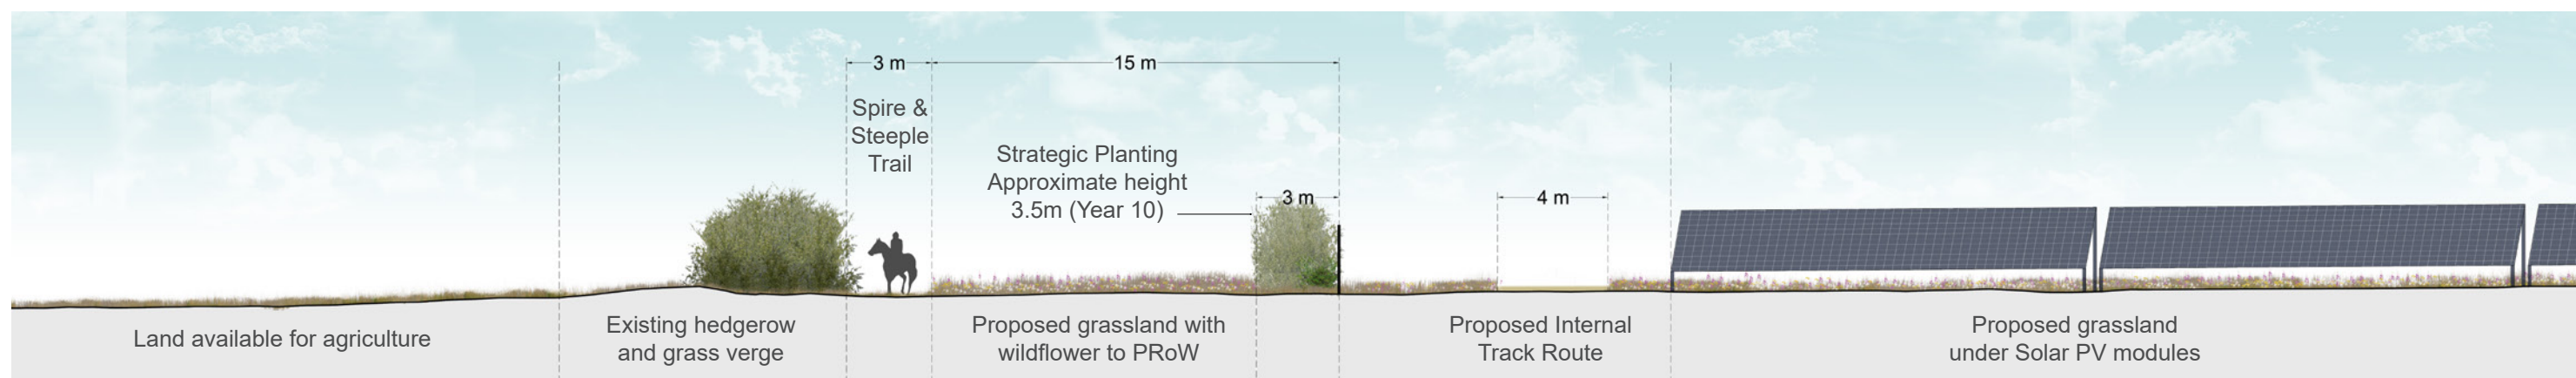 3 m
15 m
Spire &
Steeple
Trail
Strategic Planting
Approximate height
3.5m (Year 10)
3 m
4 m
Land available for agriculture
Existing hedgerow
and grass verge
Proposed grassland with
wildflower to PRoW
Proposed Internal
Track Route
Proposed grassland
under Solar PV modules